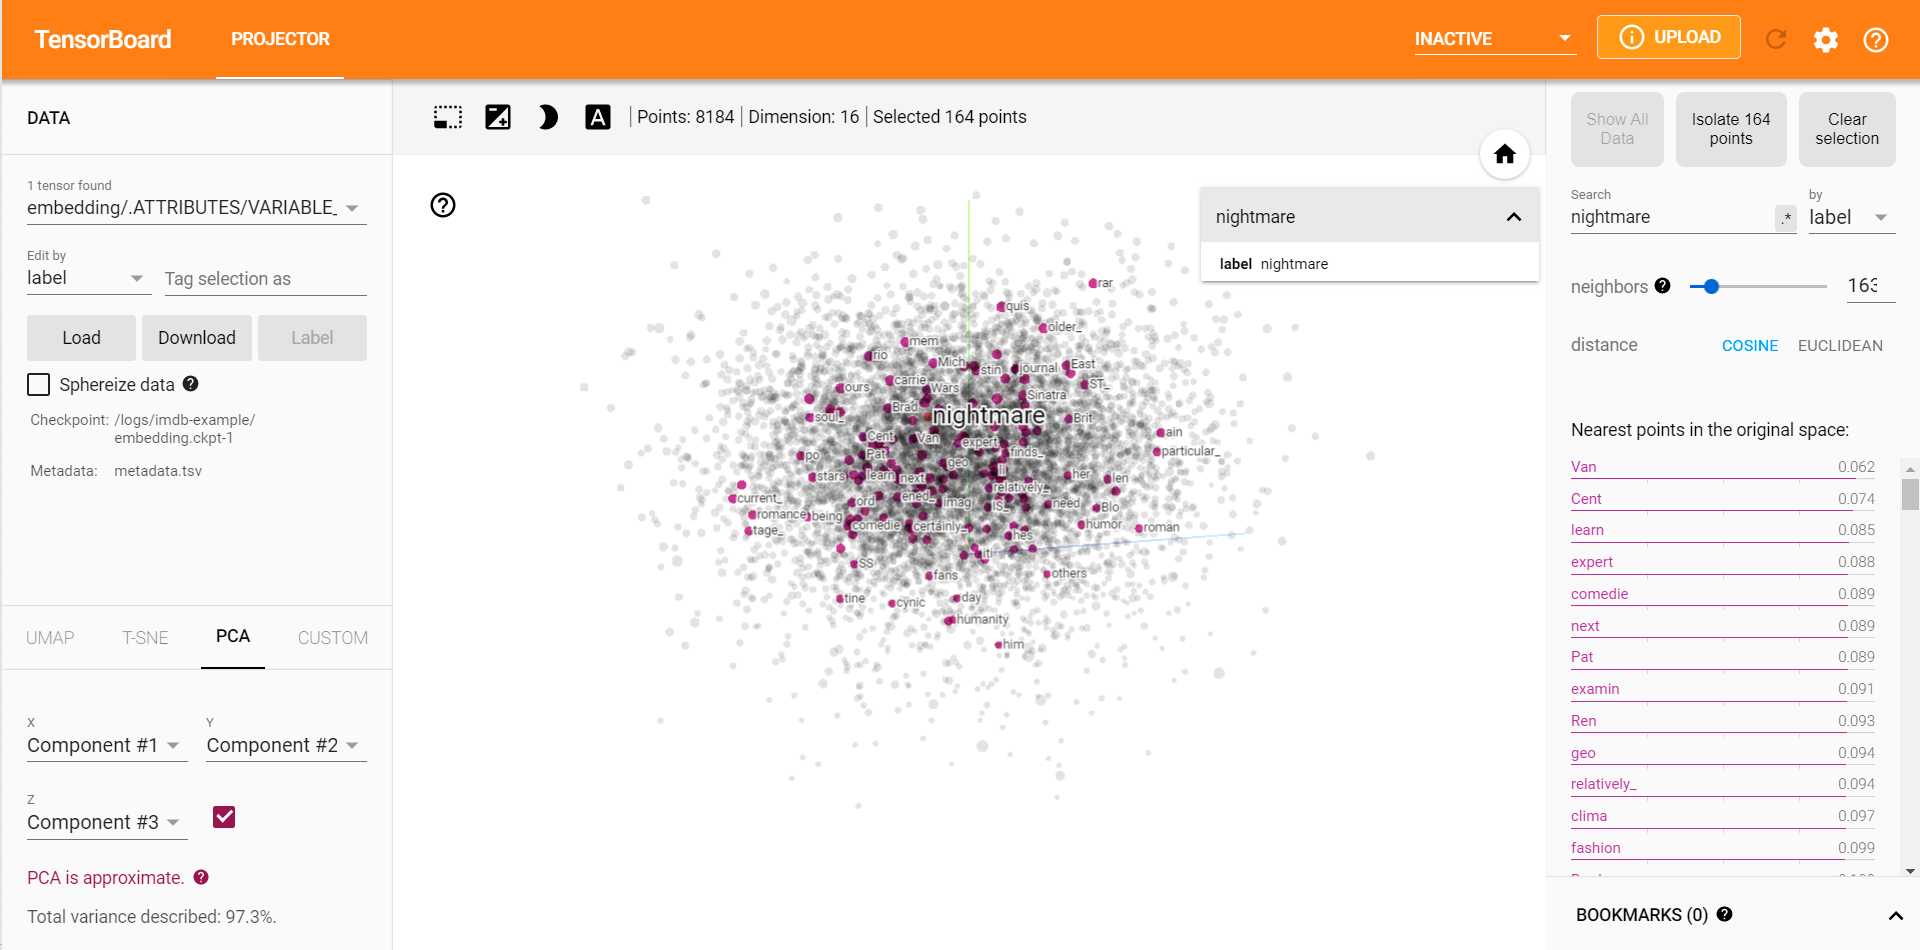 TensorBoard
PROJECTOR
INACTIVE
UPLOAD
DATA
Points: 8184
Dimension: 16
Selected 164 points
Show All Data
Isolate 164 points
Clear selection
1 tensor found
embedding/.ATTRIBUTES/VARIABLE_
Edit by
label
Tag selection as
Load
Download
Label
Sphereize data
Checkpoint: /logs/imdb-example/
embedding.ckpt-1
Metadata: metadata.tsv
UMAP
T-SNE
PCA
CUSTOM
X
Component #1
Y
Component #2
Z
Component #3
PCA is approximate.
Total variance described: 97.3%.
nightmare
label nightmare
rar
quis
older_
mem
rio
Mich
stin
journal
East
carrie
ours
Wars
ST_
Sinatra
Brad
soul_
nightmare
Brit
Cent
Van
expert
ain
po
Pat
geo
finds_
li
particular_
stars
learn
next
her
len
relatively_
current_
ord
ened_
imag
IS_
need
Blo
romance
being
comedie
certainly_
humor
roman
tage_
hes
iti
SS
fans
others
tine
cynic
day
humanity
him
Search
nightmare
.*
by
label
neighbors
163
distance
COSINE
EUCLIDEAN
Nearest points in the original space:
Van 0.062
Cent 0.074
learn 0.085
expert 0.088
comedie 0.089
next 0.089
Pat 0.089
examin 0.091
Ren 0.093
geo 0.094
relatively_ 0.094
clima 0.097
fashion 0.099
BOOKMARKS (0)